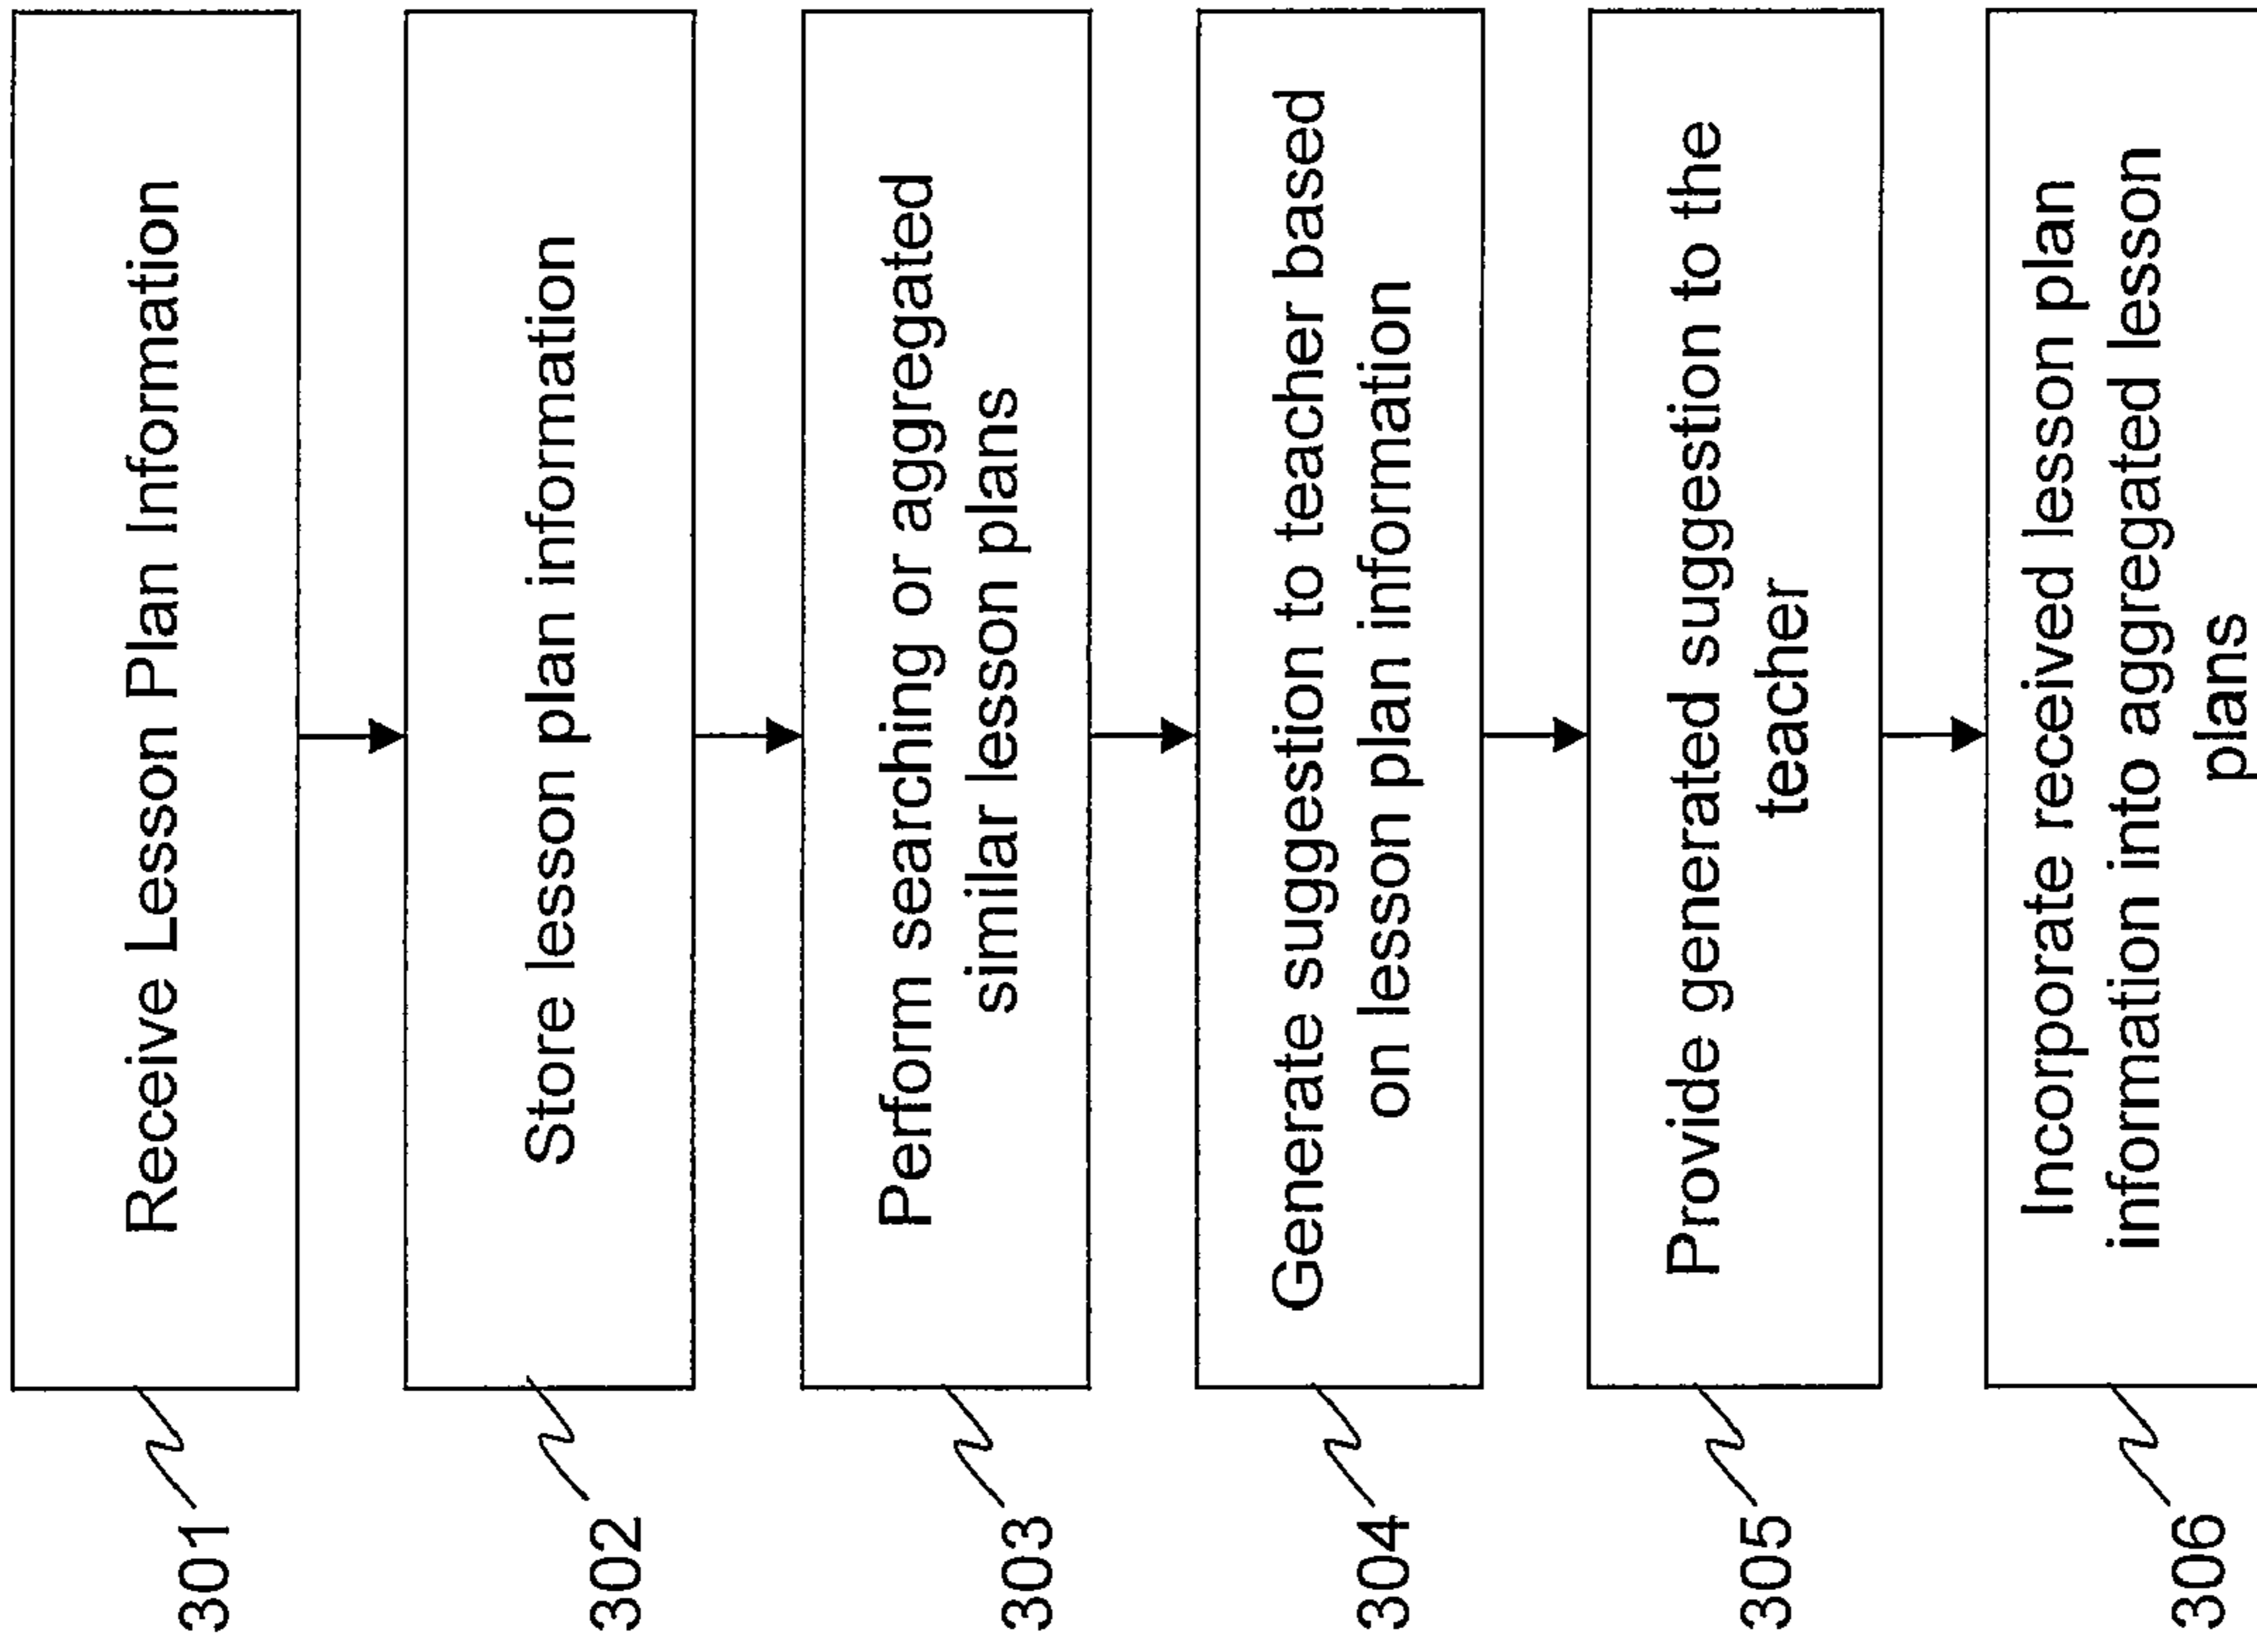 301
Receive Lesson Plan Information
302
Store lesson plan information
303
Perform searching or aggregated
similar lesson plans
304
Generate suggestion to teacher based
on lesson plan information
305
Provide generated suggestion to the
teacher
306
Incorporate received lesson plan
information into aggregated lesson
plans